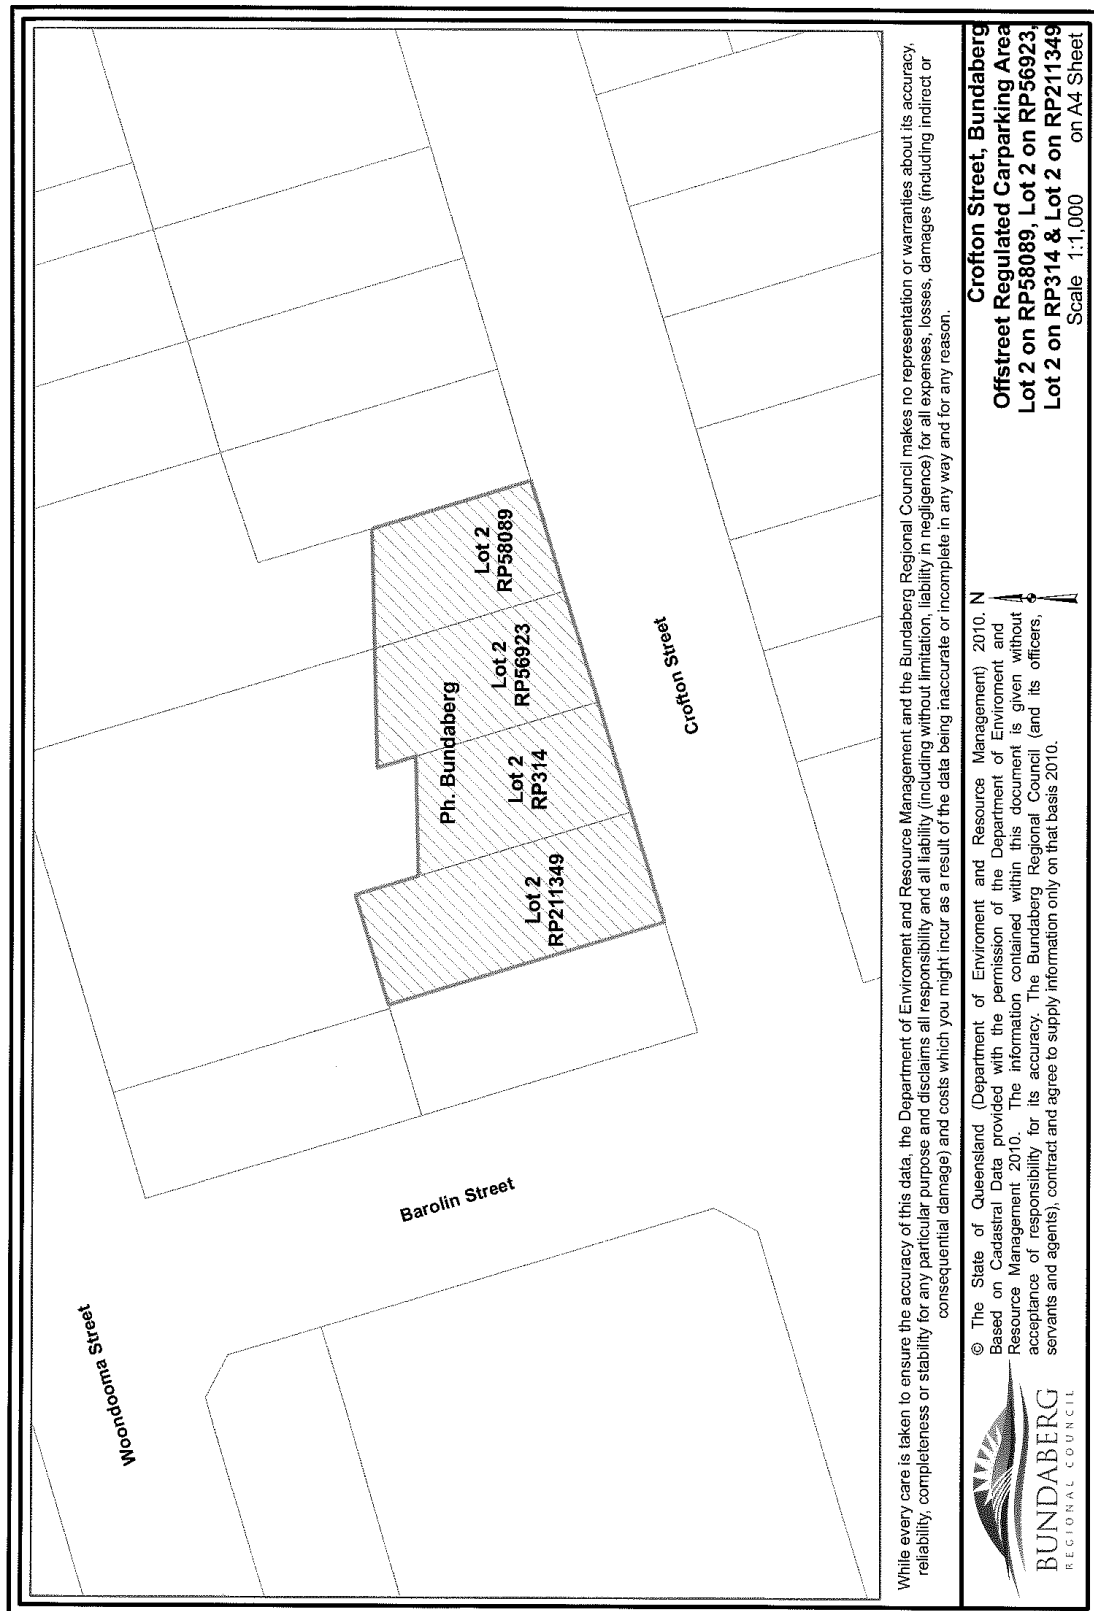 Woondooma Street
Barolin Street
Crofton Street
Ph. Bundaberg
Lot 2
RP211349
Lot 2
RP314
Lot 2
RP56923
Lot 2
RP58089
While every care is taken to ensure the accuracy of this data, the Department of Enviroment and Resource Management and the Bundaberg Regional Council makes no representation or warranties about its accuracy,
reliability, completeness or stability for any particular purpose and disclaims all responsibility and all liability (including without limitation, liability in negligence) for all expenses, losses, damages (including indirect or
consequential damage) and costs which you might incur as a result of the data being inaccurate or incomplete in any way and for any reason.
BUNDABERG
REGIONAL COUNCIL
© The State of Queensland (Department of Enviroment and Resource Management) 2010.
Based on Cadastral Data provided with the permission of the Department of Enviroment and
Resource Management 2010. The information contained within this document is given without
acceptance of responsibility for its accuracy. The Bundaberg Regional Council (and its officers,
servants and agents), contract and agree to supply information only on that basis 2010.
N
Crofton Street, Bundaberg
Offstreet Regulated Carparking Area
Lot 2 on RP58089, Lot 2 on RP56923,
Lot 2 on RP314 & Lot 2 on RP211349
Scale 1:1,000 on A4 Sheet